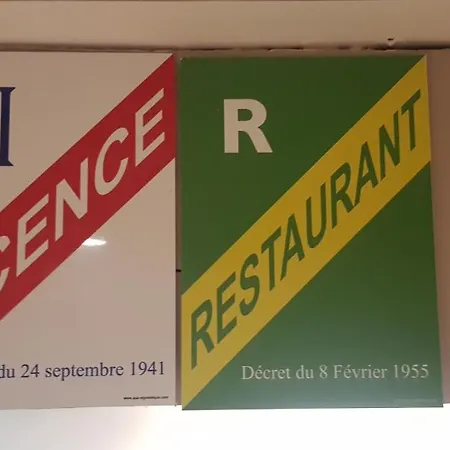 I
CENCE
du 24 septembre 1941
R
RESTAURANT
Décret du 8 Février 1955